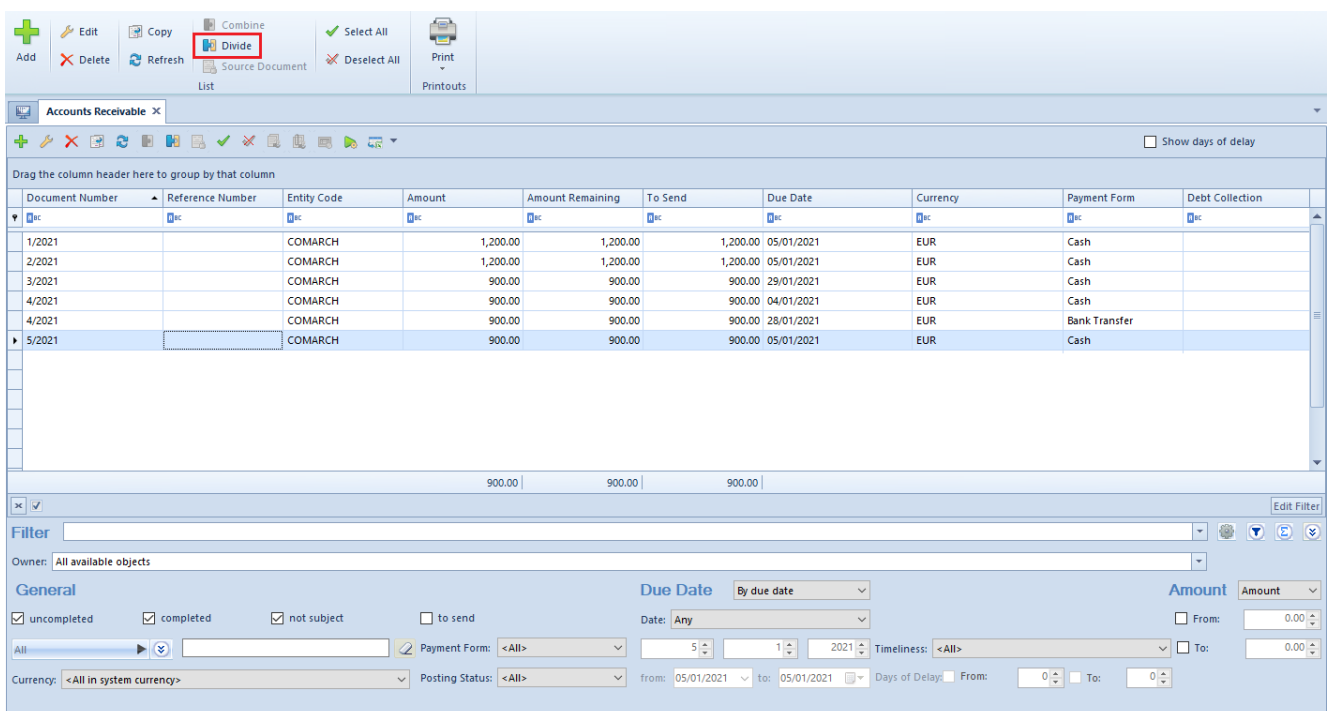 Add
Edit
Delete
Copy
Refresh
Combine
Divide
Source Document
Select All
Deselect All
List
Print
Printouts
Accounts Receivable
Show days of delay
Drag the column header here to group by that column
Document Number Reference Number Entity Code Amount Amount Remaining To Send Due Date Currency Payment Form Debt Collection
1/2021 COMARCH 1,200.00 1,200.00 1,200.00 05/01/2021 EUR Cash
2/2021 COMARCH 1,200.00 1,200.00 1,200.00 05/01/2021 EUR Cash
3/2021 COMARCH 900.00 900.00 900.00 29/01/2021 EUR Cash
4/2021 COMARCH 900.00 900.00 900.00 04/01/2021 EUR Cash
4/2021 COMARCH 900.00 900.00 900.00 28/01/2021 EUR Bank Transfer
5/2021 COMARCH 900.00 900.00 900.00 05/01/2021 EUR Cash
900.00 900.00 900.00
Edit Filter
Filter
Owner: All available objects
General Due Date By due date Amount Amount
uncompleted completed not subject to send Date: Any From: 0.00
All Payment Form: <All> 5 1 2021 Timeliness: <All> To: 0.00
Currency: <All in system currency> Posting Status: <All> from: 05/01/2021 to: 05/01/2021 Days of Delay: From: 0 To: 0